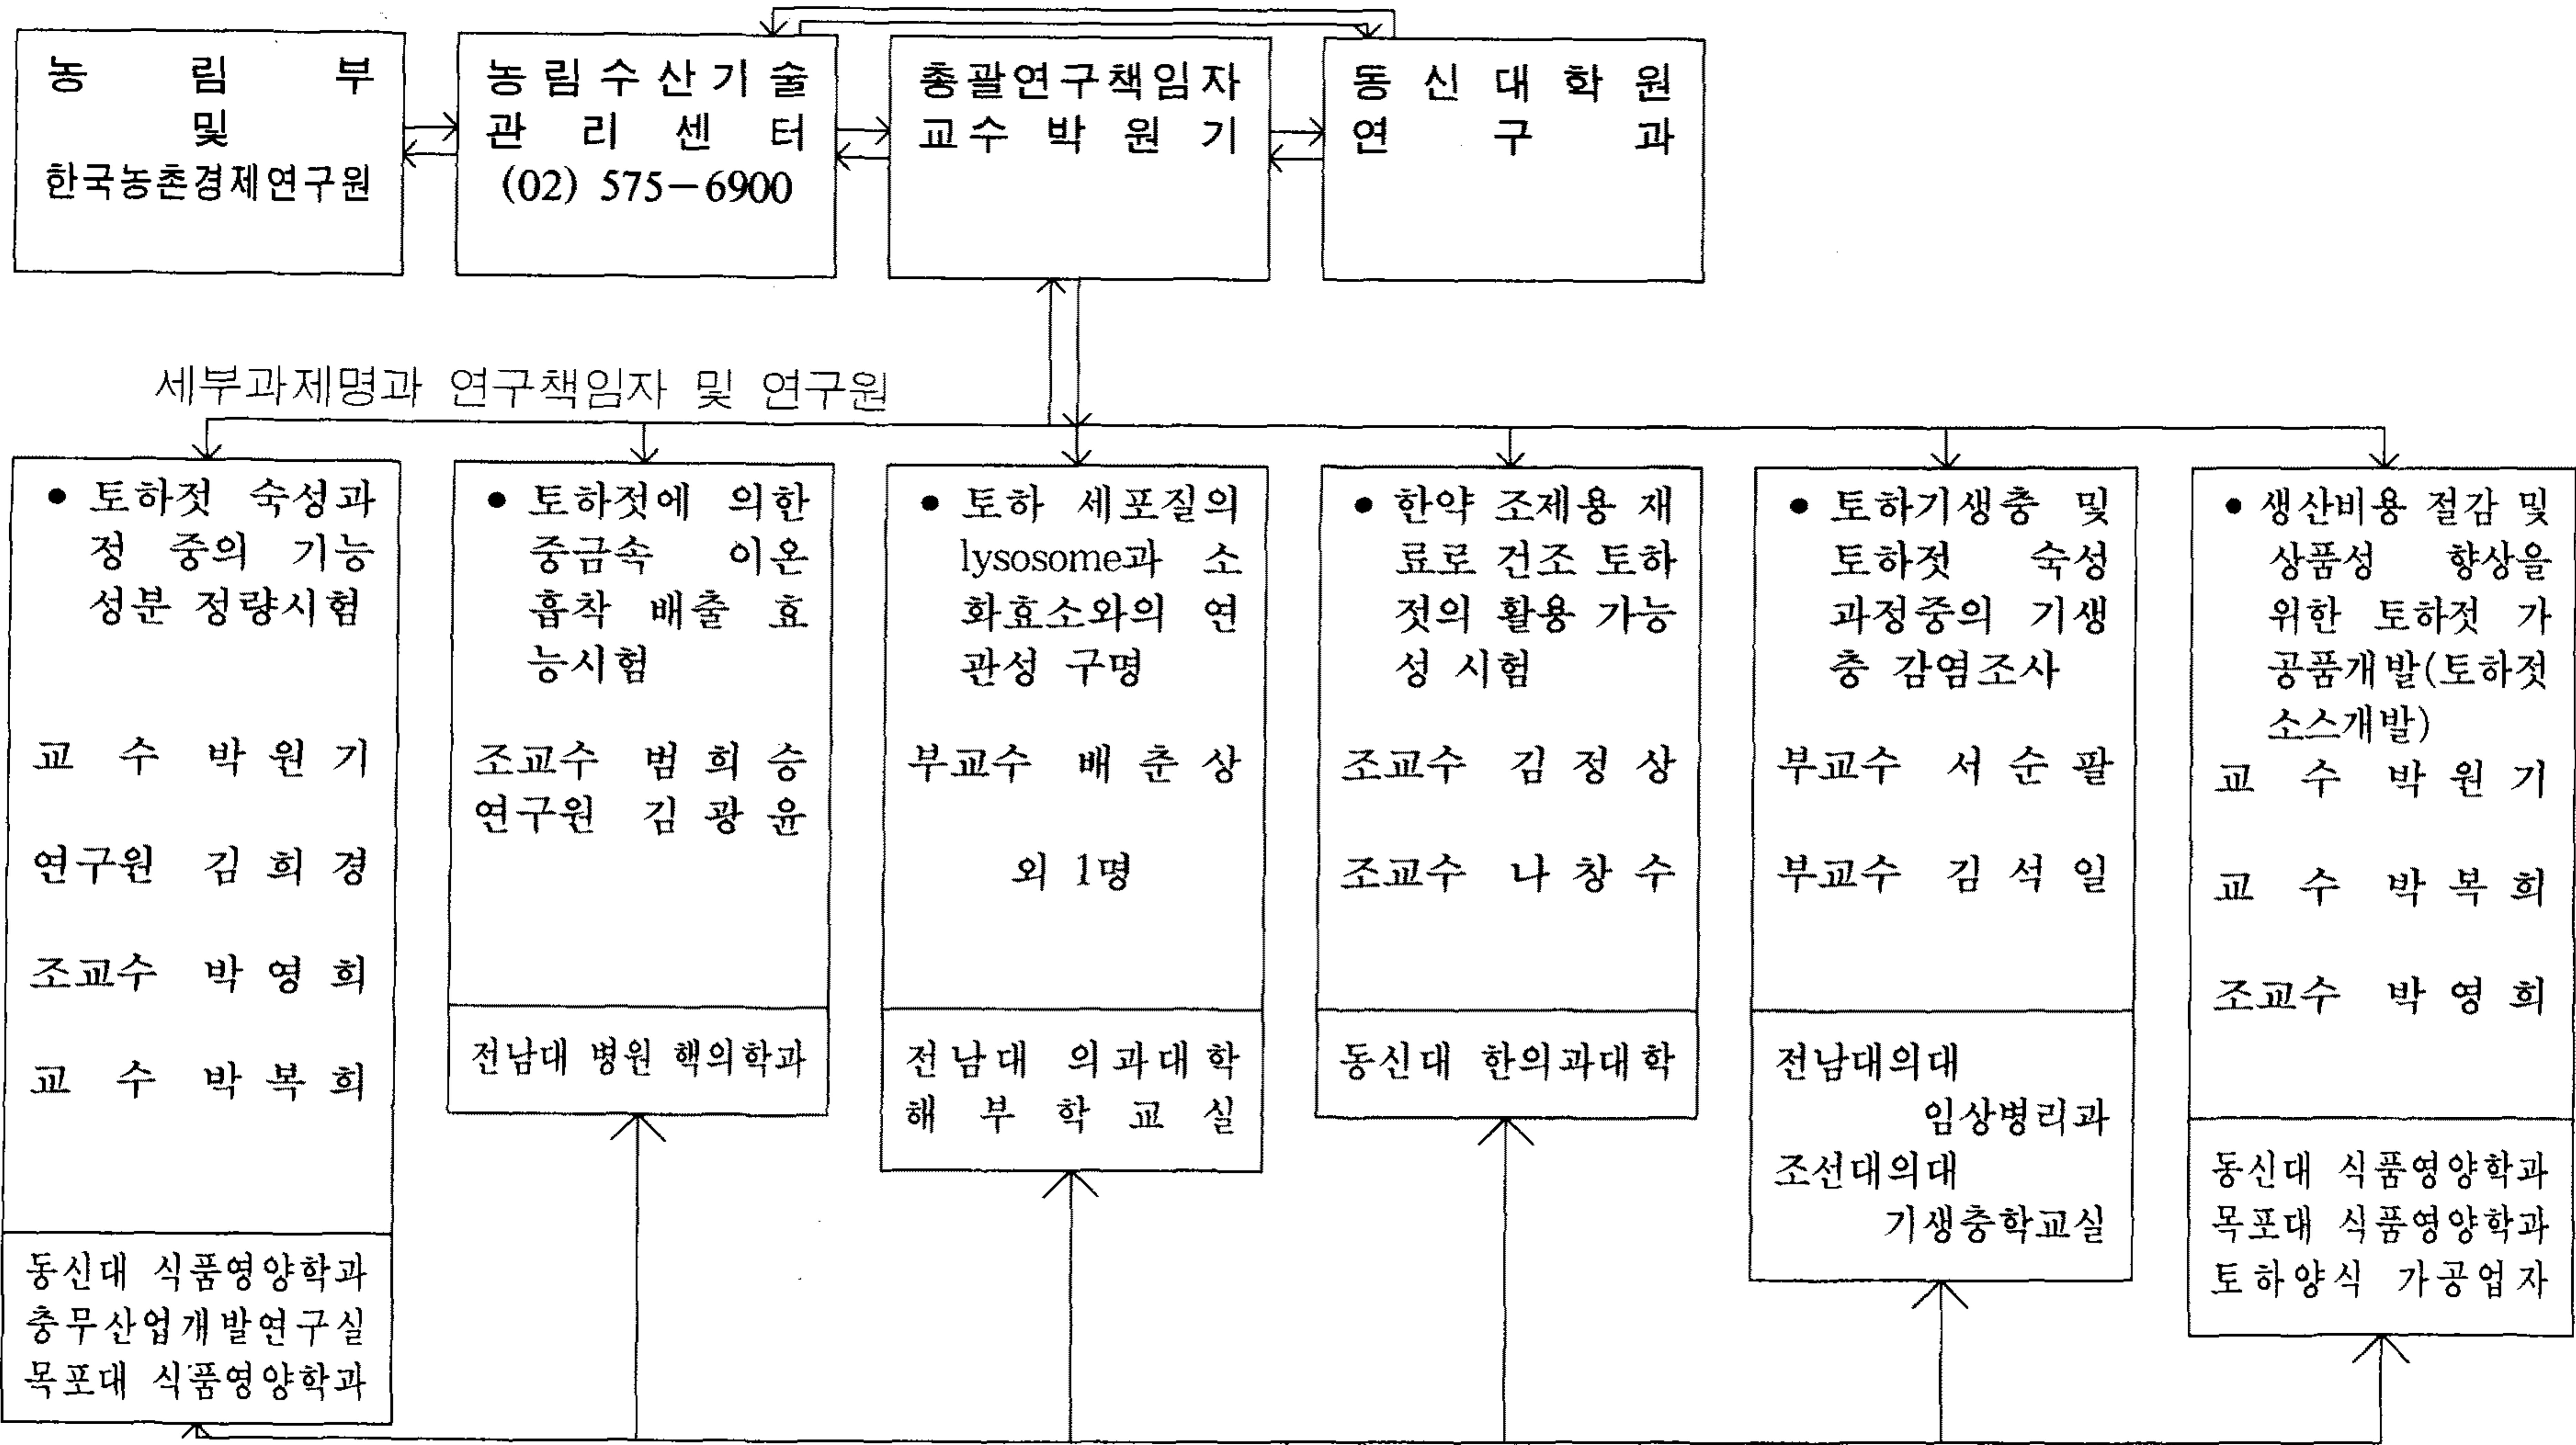 농 림 부
및
한국농촌경제연구원
농림수산기술
관 리 센 터
(02) 575-6900
총괄연구책임자
교수 박 원 기
동 신 대 학 원
연 구 과
세부과제명과 연구책임자 및 연구원
• 토하젓 숙성과
정 중의 기능
성분 정량시험
교 수 박 원 기
연구원 김 희 경
조교수 박 영 희
교 수 박 복 희
동신대 식품영양학과
충무산업개발연구실
목포대 식품영양학과
• 토하젓에 의한
중금속 이온
흡착 배출 효
능시험
조교수 범 희 승
연구원 김 광 윤
전남대 병원 핵의학과
• 토하 세포질의
lysosome과 소
화효소와의 연
관성 구명
부교수 배 춘 상
외 1명
전남대 의과대학
해 부 학 교 실
• 한약 조제용 재
료로 건조 토하
젓의 활용 가능
성 시험
조교수 김 정 상
조교수 나 창 수
동신대 한의과대학
• 토하기생충 및
토하젓 숙성
과정중의 기생
충 감염조사
부교수 서 순 팔
부교수 김 석 일
전남대의대
임상병리과
조선대의대
기생충학교실
• 생산비용 절감 및
상품성 향상을
위한 토하젓 가
공품개발(토하젓
소스개발)
교 수 박 원 기
교 수 박 복 희
조교수 박 영 희
동신대 식품영양학과
목포대 식품영양학과
토하양식 가공업자